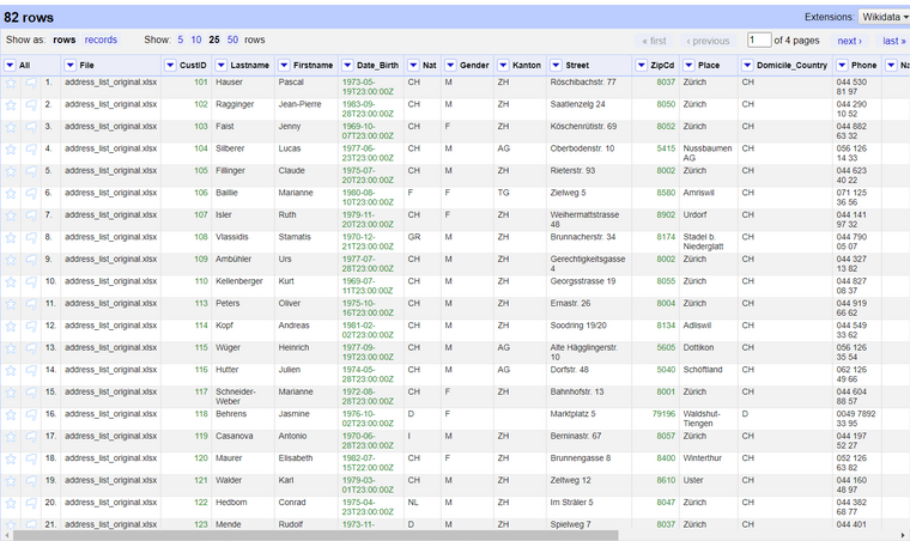 82 rows Extensions: Wikidata
Show as: rows records Show: 5 10 25 50 rows « first ‹ previous 1 of 4 pages next › last »
All File CustID Lastname Firstname Date_Birth Nat Gender Kanton Street ZipCd Place Domicile_Country Phone Na
1. address_list_original.xlsx 101 Hauser Pascal 1973-05- CH M ZH Röschibachstr. 77 8037 Zürich CH 044 530
19T23:00:00Z 81 97
2. address_list_original.xlsx 102 Ragginger Jean-Pierre 1983-09- CH M ZH Saatlenzelg 24 8050 Zürich CH 044 290
28T23:00:00Z 10 52
3. address_list_original.xlsx 103 Faist Jenny 1969-10- CH F ZH Köschenrütistr. 69 8052 Zürich CH 044 882
07T23:00:00Z 63 32
4. address_list_original.xlsx 104 Silberer Lucas 1977-06- CH M AG Oberbodenstr. 10 5415 Nussbaumen CH 056 126
23T23:00:00Z AG 14 33
5. address_list_original.xlsx 105 Fillinger Claude 1975-07- CH M ZH Rieterstr. 93 8002 Zürich CH 044 623
20T23:00:00Z 40 22
6. address_list_original.xlsx 106 Baillie Marianne 1980-08- F F TG Zielweg 5 8580 Amriswil CH 071 125
10T23:00:00Z 36 56
7. address_list_original.xlsx 107 Isler Ruth 1979-11- CH F ZH Weihermattstrasse 8902 Urdorf CH 044 141
20T23:00:00Z 48 97 32
8. address_list_original.xlsx 108 Vlassidis Stamatis 1970-12- GR M ZH Brunnacherstr. 34 8174 Stadel b. CH 044 790
21T23:00:00Z Niederglatt 05 07
9. address_list_original.xlsx 109 Ambühler Urs 1977-07- CH M ZH Gerechtigkeitsgasse 8002 Zürich CH 044 327
28T23:00:00Z 4 13 82
10. address_list_original.xlsx 110 Kellenberger Kurt 1969-07- CH M ZH Georgsstrasse 19 8055 Zürich CH 044 827
11T23:00:00Z 08 37
11. address_list_original.xlsx 113 Peters Oliver 1975-10- CH M ZH Ernastr. 26 8004 Zürich CH 044 919
16T23:00:00Z 66 62
12. address_list_original.xlsx 114 Kopf Andreas 1981-02- CH M ZH Soodring 19/20 8134 Adliswil CH 044 549
02T23:00:00Z 33 62
13. address_list_original.xlsx 115 Wüger Heinrich 1977-09- CH M AG Alte Hägglingerstr. 5605 Dottikon CH 056 126
19T23:00:00Z 10 35 54
14. address_list_original.xlsx 116 Hutter Julien 1974-05- CH M AG Dorfstr. 48 5040 Schöftland CH 062 126
28T23:00:00Z 49 66
15. address_list_original.xlsx 117 Schneider- Marianne 1972-08- CH F ZH Bahnhofstr. 13 8001 Zürich CH 044 604
Weber 28T23:00:00Z 88 57
16. address_list_original.xlsx 118 Behrens Jasmine 1976-10- D F Marktplatz 5 79196 Waldshut- D 0049 7892
02T23:00:00Z Tiengen 33 95
17. address_list_original.xlsx 119 Casanova Antonio 1970-06- I M ZH Berninastr. 67 8057 Zürich CH 044 197
28T23:00:00Z 52 27
18. address_list_original.xlsx 120 Maurer Elisabeth 1982-07- CH F ZH Brunnengasse 8 8400 Winterthur CH 052 126
15T22:00:00Z 63 82
19. address_list_original.xlsx 121 Walder Karl 1979-03- CH M ZH Zeltweg 12 8610 Uster CH 044 160
01T23:00:00Z 48 97
20. address_list_original.xlsx 122 Hedbom Conrad 1975-04- NL M ZH Im Sträler 5 8047 Zürich CH 044 382
23T23:00:00Z 68 77
21. address_list_original.xlsx 123 Mende Rudolf 1973-11- D M ZH Spielweg 7 8037 Zürich CH 044 401